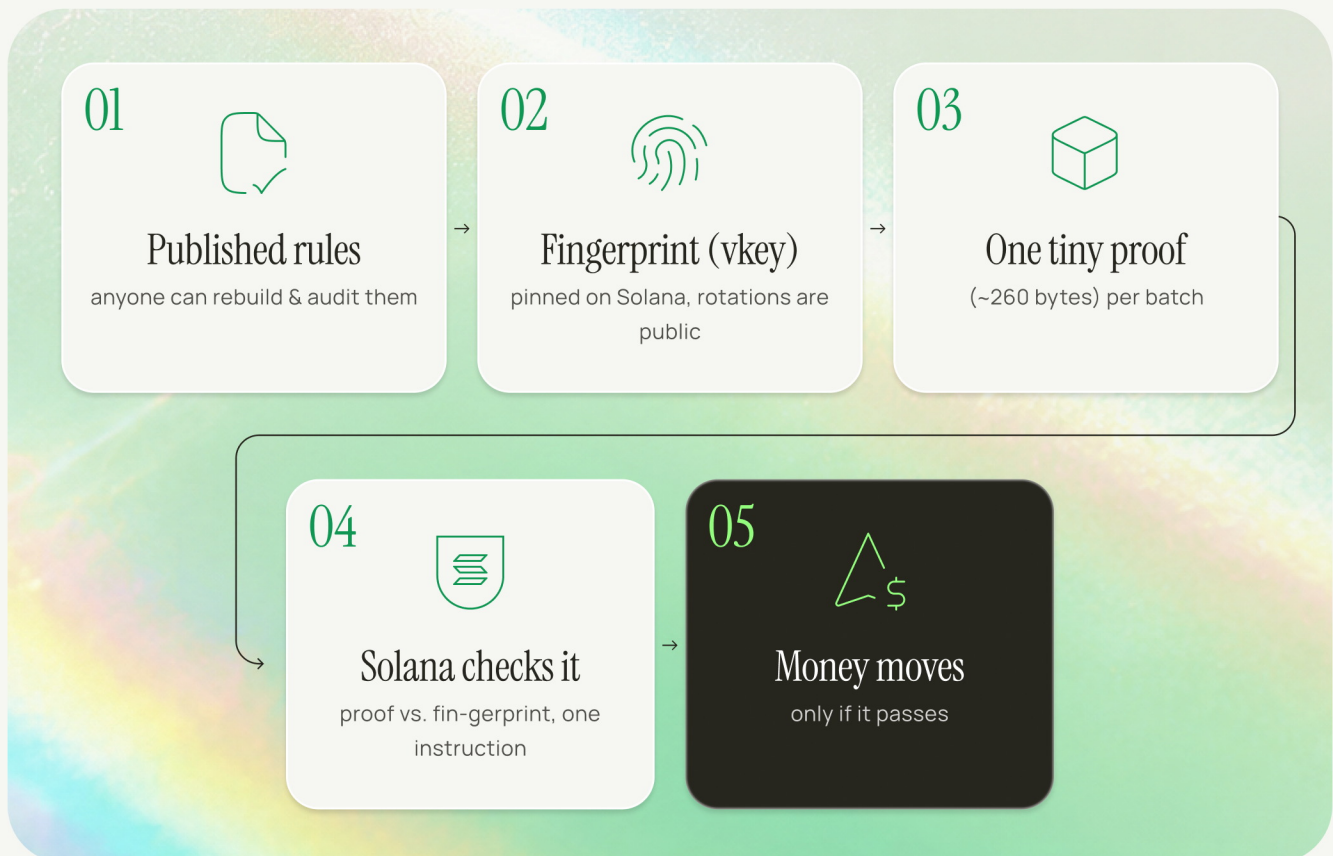 01
Published rules
anyone can rebuild & audit them
→
02
Fingerprint (vkey)
pinned on Solana, rotations are
public
→
03
One tiny proof
(~260 bytes) per batch
04
Solana checks it
proof vs. fin-gerprint, one
instruction
→
05
$
Money moves
only if it passes